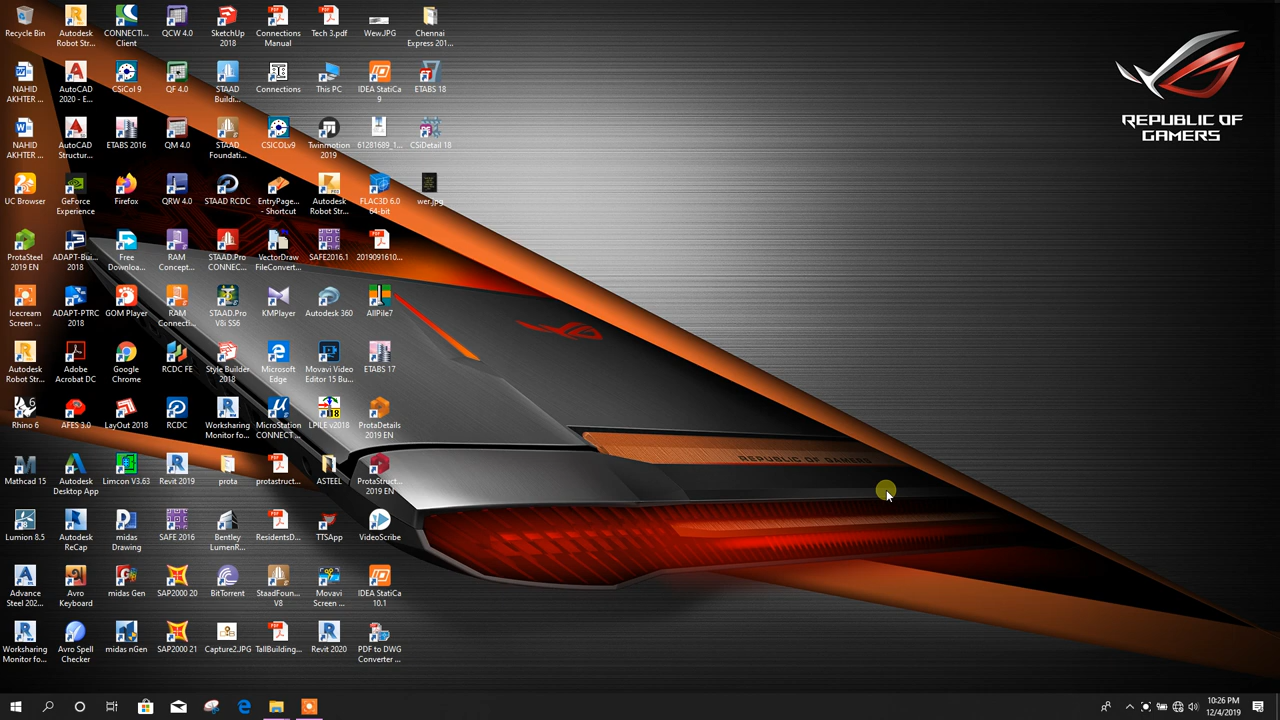 Recycle Bin
Autodesk Robot Str...
CONNECTI... Client
QCW 4.0
SketchUp 2018
Connections Manual
Tech 3.pdf
Wew.JPG
Chennai Express 201...
NAHID AKHTER ...
AutoCAD 2020 - E...
CSiCol 9
QF 4.0
STAAD Buildi...
Connections
This PC
IDEA StatiCa 9
ETABS 18
NAHID AKHTER ...
AutoCAD Structur...
ETABS 2016
QM 4.0
STAAD Foundati...
CSICOLv9
Twinmotion 2019
61281689_1...
CSiDetail 18
UC Browser
GeForce Experience
Firefox
QRW 4.0
STAAD RCDC
EntryPage... - Shortcut
Autodesk Robot Str...
FLAC3D 6.0 64-bit
wer.jpg
ProtaSteel 2019 EN
ADAPT-Bui... 2018
Free Downloa...
RAM Concept...
STAAD.Pro CONNEC...
VectorDraw FileConvert...
SAFE2016.1
2019091610...
Icecream Screen ...
ADAPT-PTRC 2018
GOM Player
RAM Connecti...
STAAD.Pro V8i SS6
KMPlayer
Autodesk 360
AllPile7
Autodesk Robot Str...
Adobe Acrobat DC
Google Chrome
RCDC FE
Style Builder 2018
Microsoft Edge
Movavi Video Editor 15 Bu...
ETABS 17
Rhino 6
AFES 3.0
LayOut 2018
RCDC
Worksharing Monitor fo...
MicroStation CONNECT ...
LPILE v2018
ProtaDetails 2019 EN
Mathcad 15
Autodesk Desktop App
Limcon V3.63
Revit 2019
prota
protastruct...
ASTEEL
ProtaStruct... 2019 EN
Lumion 8.5
Autodesk ReCap
midas Drawing
SAFE 2016
Bentley LumenR...
ResidentsD...
TTSApp
VideoScribe
Advance Steel 202...
Avro Keyboard
midas Gen
SAP2000 20
BitTorrent
StaadFoun... V8
Movavi Screen ...
IDEA StatiCa 10.1
Worksharing Monitor fo...
Avro Spell Checker
midas nGen
SAP2000 21
Capture2.JPG
TallBuilding...
Revit 2020
PDF to DWG Converter ...
REPUBLIC OF
GAMERS
REPUBLIC OF GAMERS
10:26 PM
12/4/2019